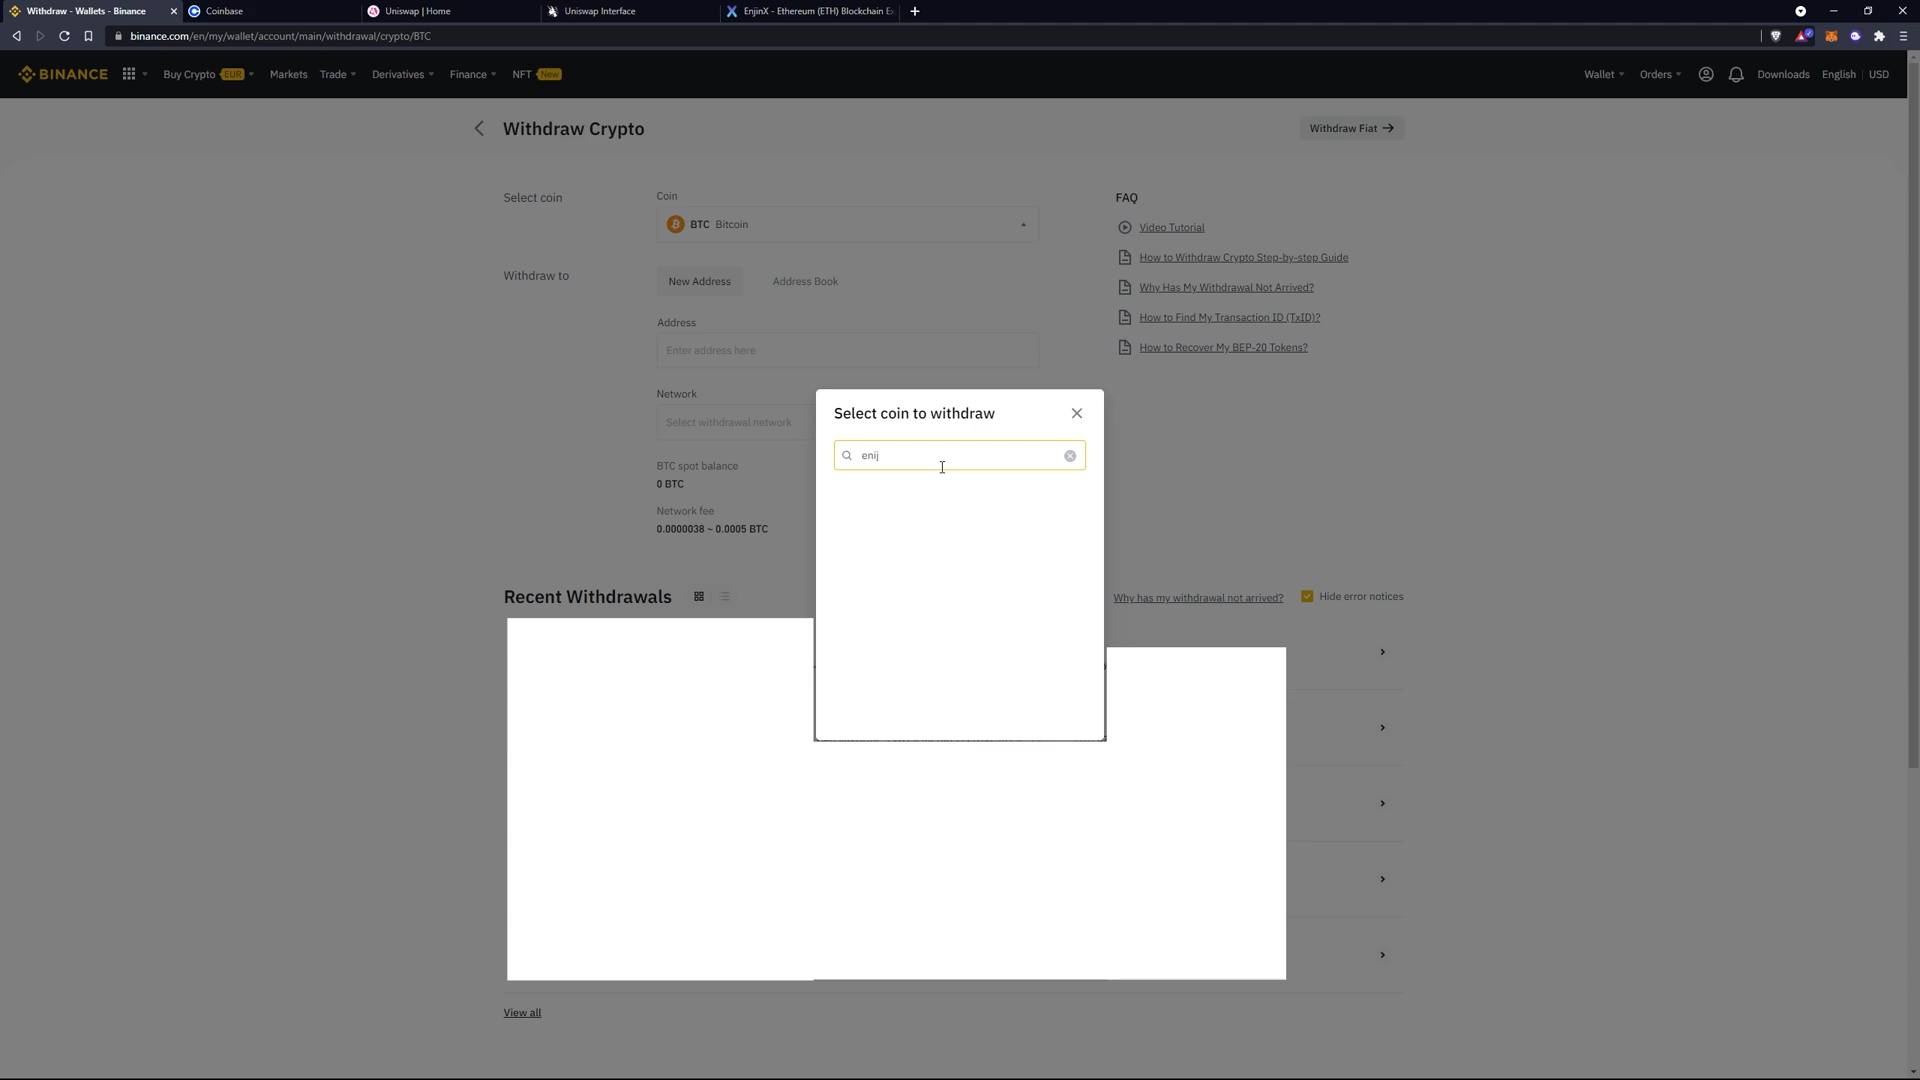 Withdraw - Wallets - Binance
Coinbase
Uniswap | Home
Uniswap Interface
EnjinX - Ethereum (ETH) Blockchain Ex
binance.com/en/my/wallet/account/main/withdrawal/crypto/BTC
BINANCE
Buy Crypto EUR
Markets
Trade
Derivatives
Finance
NFT New
Wallet
Orders
Downloads
English
USD
Withdraw Crypto
Withdraw Fiat
Select coin
Coin
BTC Bitcoin
Withdraw to
New Address
Address Book
Address
Enter address here
Network
Select withdrawal network
BTC spot balance
0 BTC
Network fee
0.0000038 ~ 0.0005 BTC
FAQ
Video Tutorial
How to Withdraw Crypto Step-by-step Guide
Why Has My Withdrawal Not Arrived?
How to Find My Transaction ID (TxID)?
How to Recover My BEP-20 Tokens?
Select coin to withdraw
enij
Recent Withdrawals
Why has my withdrawal not arrived?
Hide error notices
View all